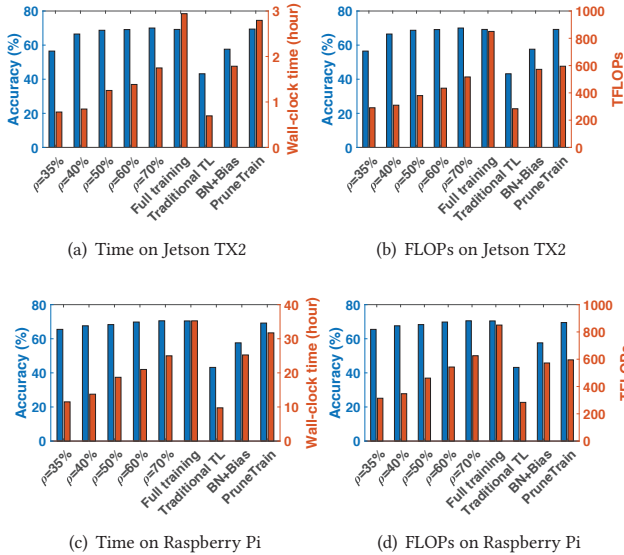 80
60
40
20
0
Accuracy (%)
3
2
1
0
Wall-clock time (hour)
ρ=35%
ρ=40%
ρ=50%
ρ=60%
ρ=70%
Full training
Traditional TL
BN+Bias
PruneTrain
(a) Time on Jetson TX2
80
60
40
20
0
Accuracy (%)
1000
800
600
400
200
0
TFLOPs
ρ=35%
ρ=40%
ρ=50%
ρ=60%
ρ=70%
Full training
Traditional TL
BN+Bias
PruneTrain
(b) FLOPs on Jetson TX2
80
60
40
20
0
Accuracy (%)
40
30
20
10
0
Wall-clock time (hour)
ρ=35%
ρ=40%
ρ=50%
ρ=60%
ρ=70%
Full training
Traditional TL
BN+Bias
PruneTrain
(c) Time on Raspberry Pi
80
60
40
20
0
Accuracy (%)
1000
800
600
400
200
0
TFLOPs
ρ=35%
ρ=40%
ρ=50%
ρ=60%
ρ=70%
Full training
Traditional TL
BN+Bias
PruneTrain
(d) FLOPs on Raspberry Pi